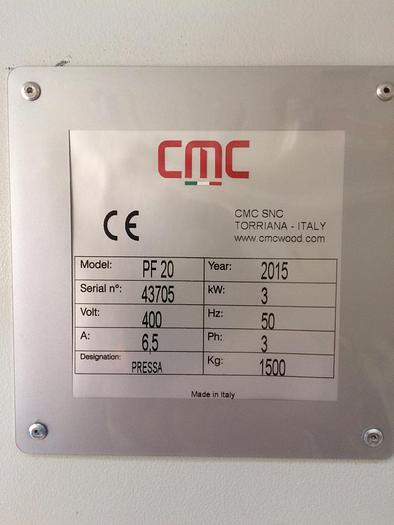 CMC
CE
CMC SNC
TORRIANA - ITALY
www.cmcwood.com
Model: PF 20 Year: 2015
Serial n°: 43705 kW: 3
Volt: 400 Hz: 50
A: 6,5 Ph: 3
Designation: PRESSA Kg: 1500
Made in Italy